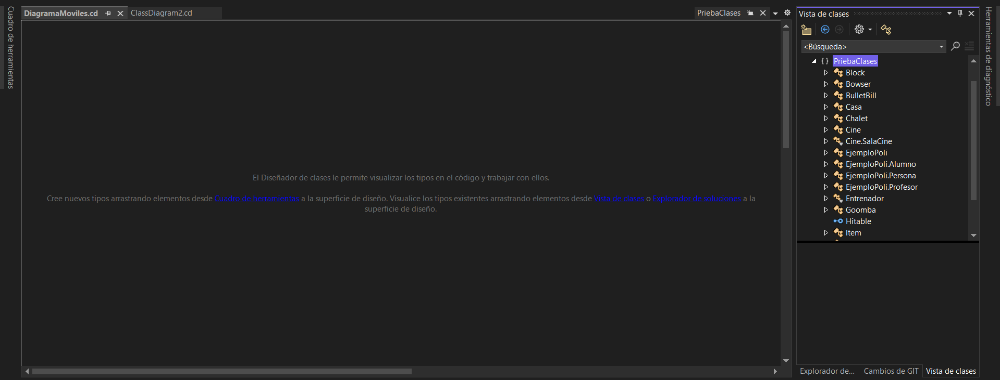 Cuadro de herramientas
DiagramaMoviles.cd
ClassDiagram2.cd
PriebaClases
El Diseñador de clases le permite visualizar los tipos en el código y trabajar con ellos.
Cree nuevos tipos arrastrando elementos desde Cuadro de herramientas a la superficie de diseño. Visualice los tipos existentes arrastrando elementos desde Vista de clases o Explorador de soluciones a la
superficie de diseño.
Vista de clases
<Búsqueda>
{ } PriebaClases
Block
Bowser
BulletBill
Casa
Chalet
Cine
Cine.SalaCine
EjemploPoli
EjemploPoli.Alumno
EjemploPoli.Persona
EjemploPoli.Profesor
Entrenador
Goomba
Hitable
Item
Explorador de...
Cambios de GIT
Vista de clases
Herramientas de diagnóstico